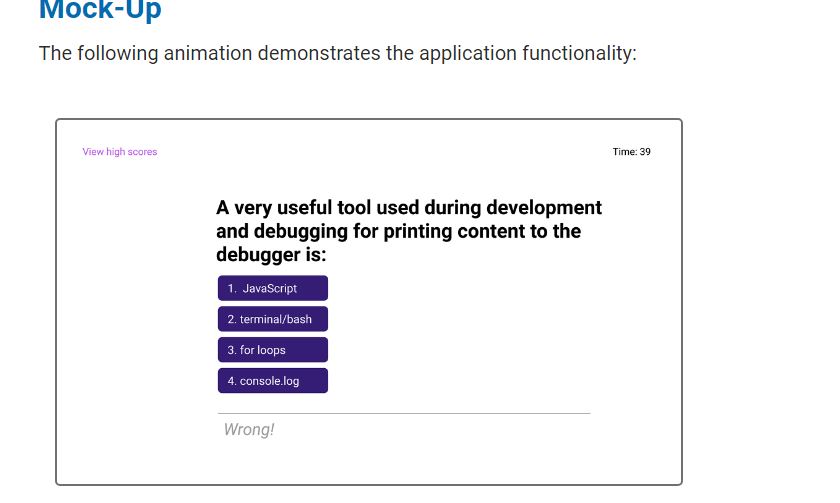 Mock-Up
The following animation demonstrates the application functionality:
View high scores
Time: 39
A very useful tool used during development
and debugging for printing content to the
debugger is:
1. JavaScript
2. terminal/bash
3. for loops
4. console.log
Wrong!